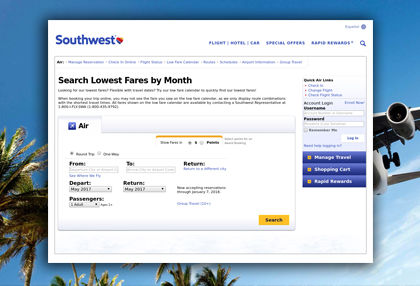 Español
Southwest
FLIGHT | HOTEL | CAR SPECIAL OFFERS RAPID REWARDS®
Air: Manage Reservation Check In Online Flight Status Low Fare Calendar Routes Schedules Airport Information Group Travel
Search Lowest Fares by Month
Looking for our lowest fares? Flexible with travel dates? Try our low fare calendar to quickly find our lowest fares!
When booking your trip online, you may not see the fare you saw on the low fare calendar, as we only display route combinations
with the shortest travel times. All fares shown on the low fare calendar are available by contacting a Southwest Representative at
1-800-I-FLY-SWA (1-800-435-9792).
Air
Show Fares In: $ Points
Round Trip One-Way
From: To: Return:
Return to a different city
See Where We Fly
Depart: Return:
May 2017 May 2017
Now accepting reservations
through January 7, 2018
Passengers:
1 Adult Ages 2+
Group Travel (10+)
Search
Quick Air Links
Check In
Change Flight
Check Flight Status
Account Login Enroll Now!
Username
Password
Remember Me
Log In
Need help logging in?
Manage Travel
Shopping Cart
Rapid Rewards